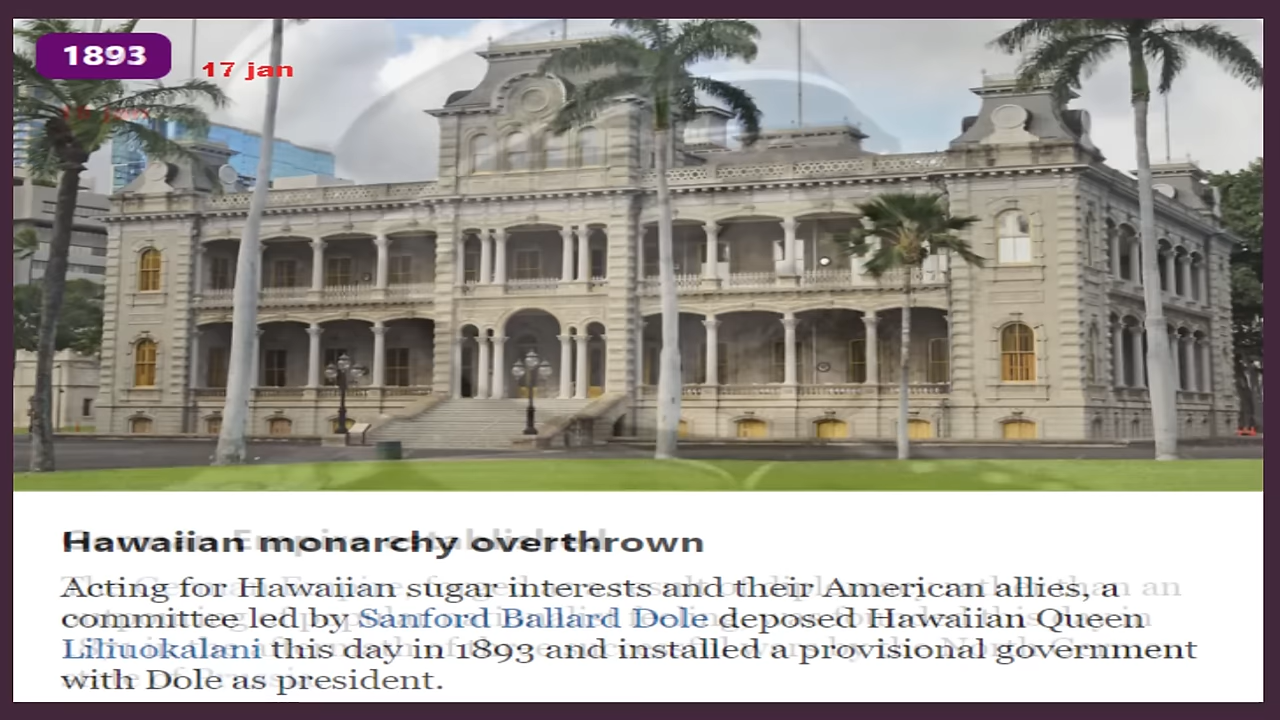 1893
17 jan
Hawaiian monarchy overthrown
Acting for Hawaiian sugar interests and their American allies, a
committee led by Sanford Ballard Dole deposed Hawaiian Queen
Liliuokalani this day in 1893 and installed a provisional government
with Dole as president.